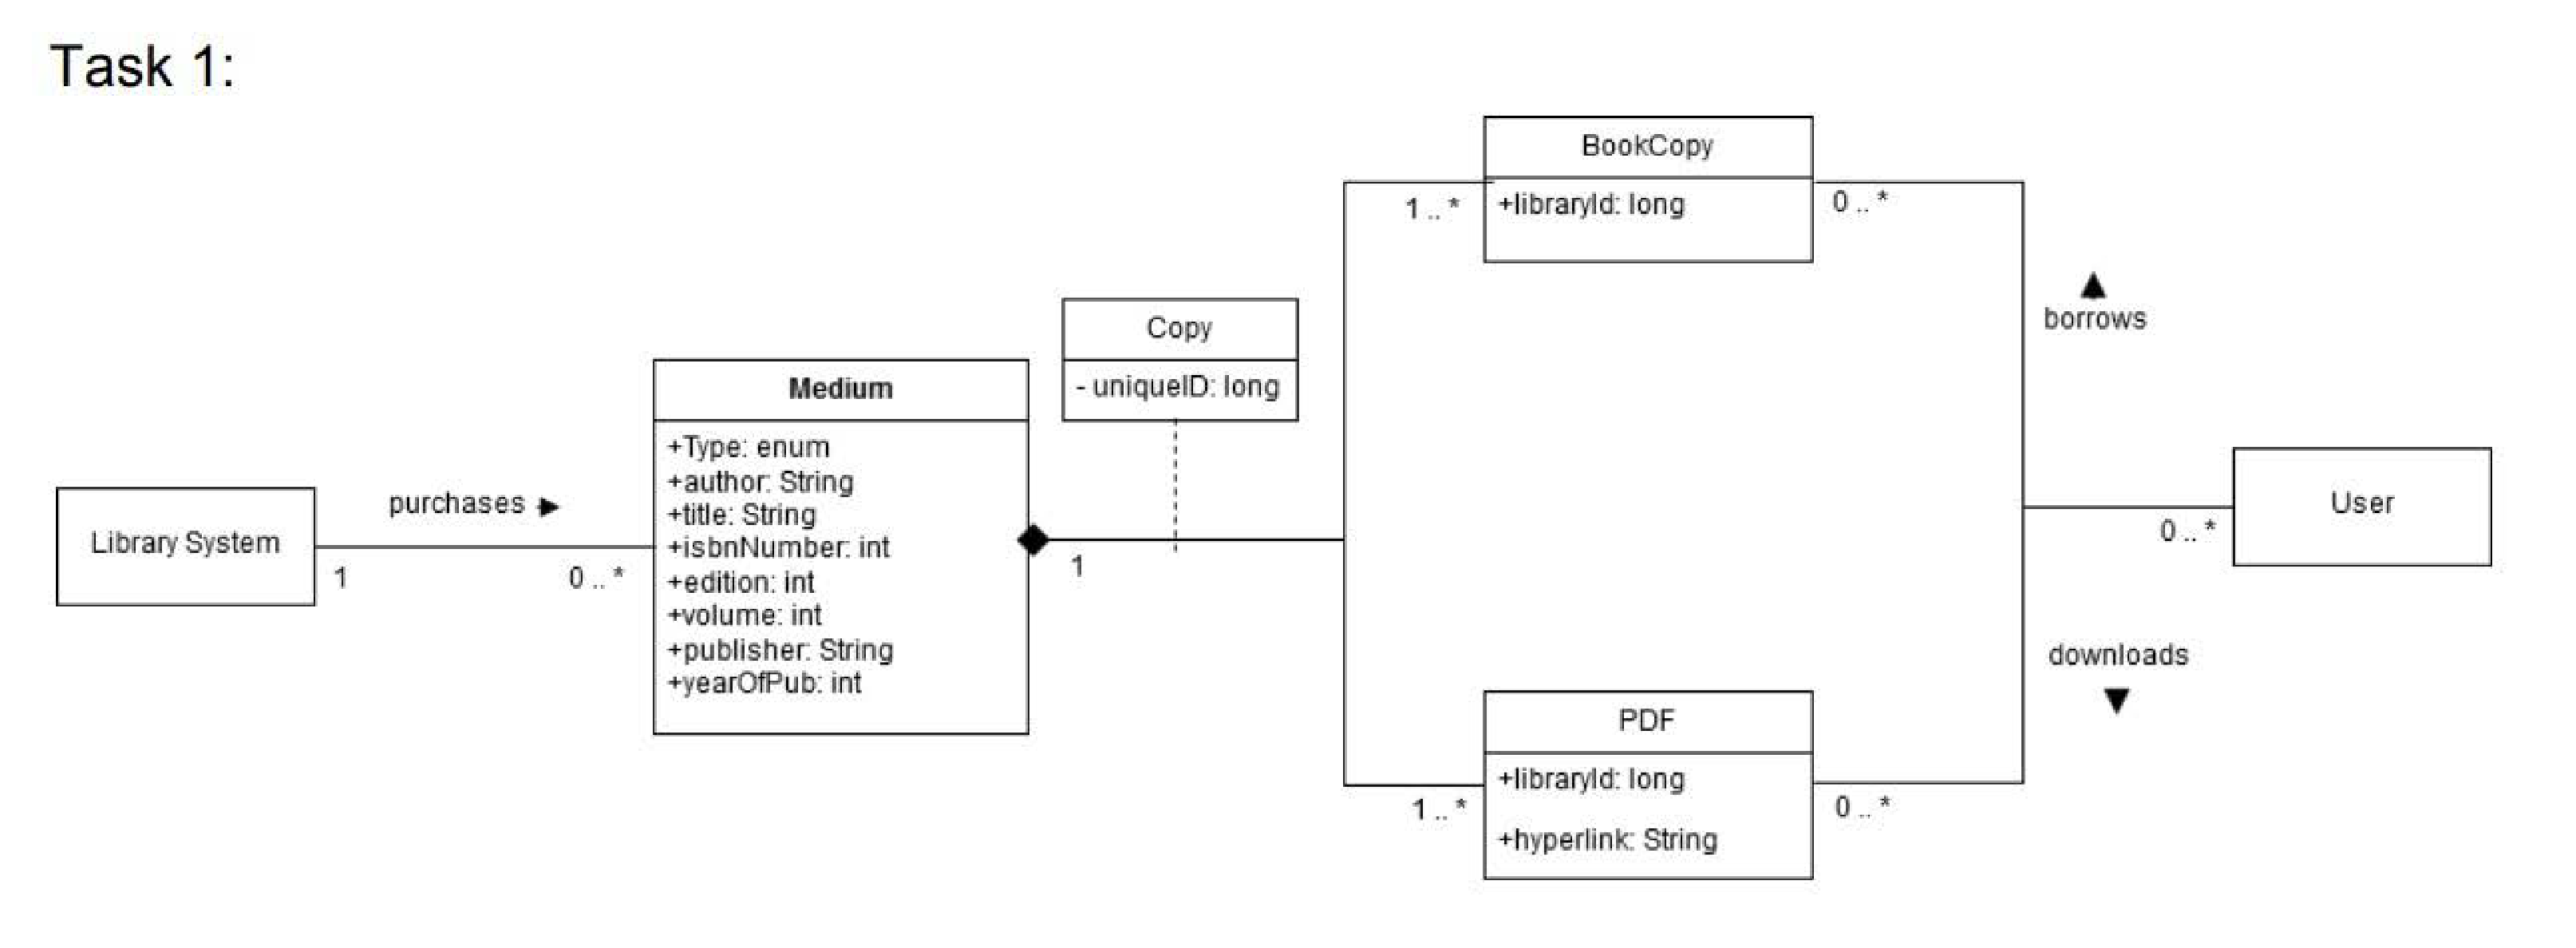 Task 1:
BookCopy
+libraryId: long
1 .. *
0 .. *
borrows
Copy
- uniqueID: long
Medium
+Type: enum
+author: String
+title: String
+isbnNumber: int
+edition: int
+volume: int
+publisher: String
+yearOfPub: int
Library System
purchases
1
0 .. *
1
User
0 .. *
downloads
PDF
+libraryId: long
+hyperlink: String
1 .. *
0 .. *